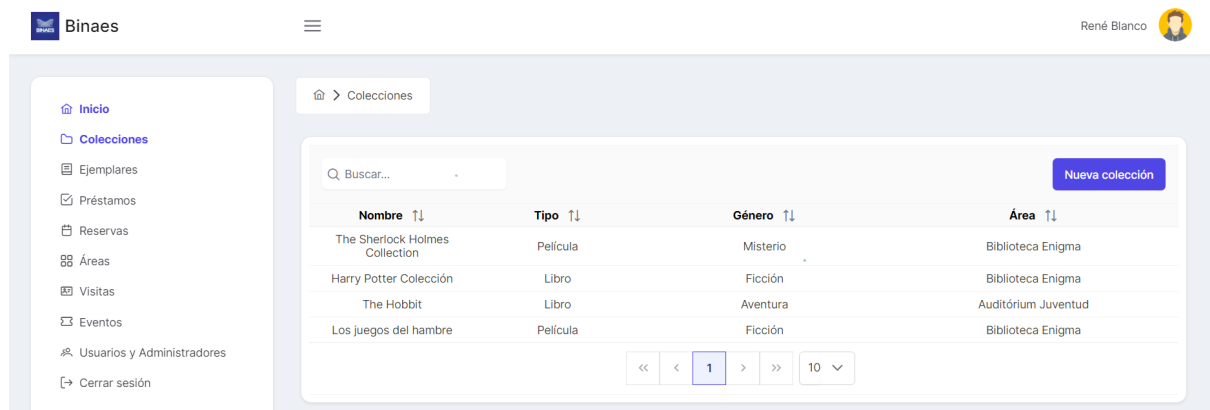 BINAES
Binaes
René Blanco
Inicio
Colecciones
Ejemplares
Préstamos
Reservas
Áreas
Visitas
Eventos
Usuarios y Administradores
Cerrar sesión
Colecciones
Buscar...
Nueva colección
Nombre Tipo Género Área
The Sherlock Holmes
Collection Película Misterio Biblioteca Enigma
Harry Potter Colección Libro Ficción Biblioteca Enigma
The Hobbit Libro Aventura Auditórium Juventud
Los juegos del hambre Película Ficción Biblioteca Enigma
<< < 1 > >> 10